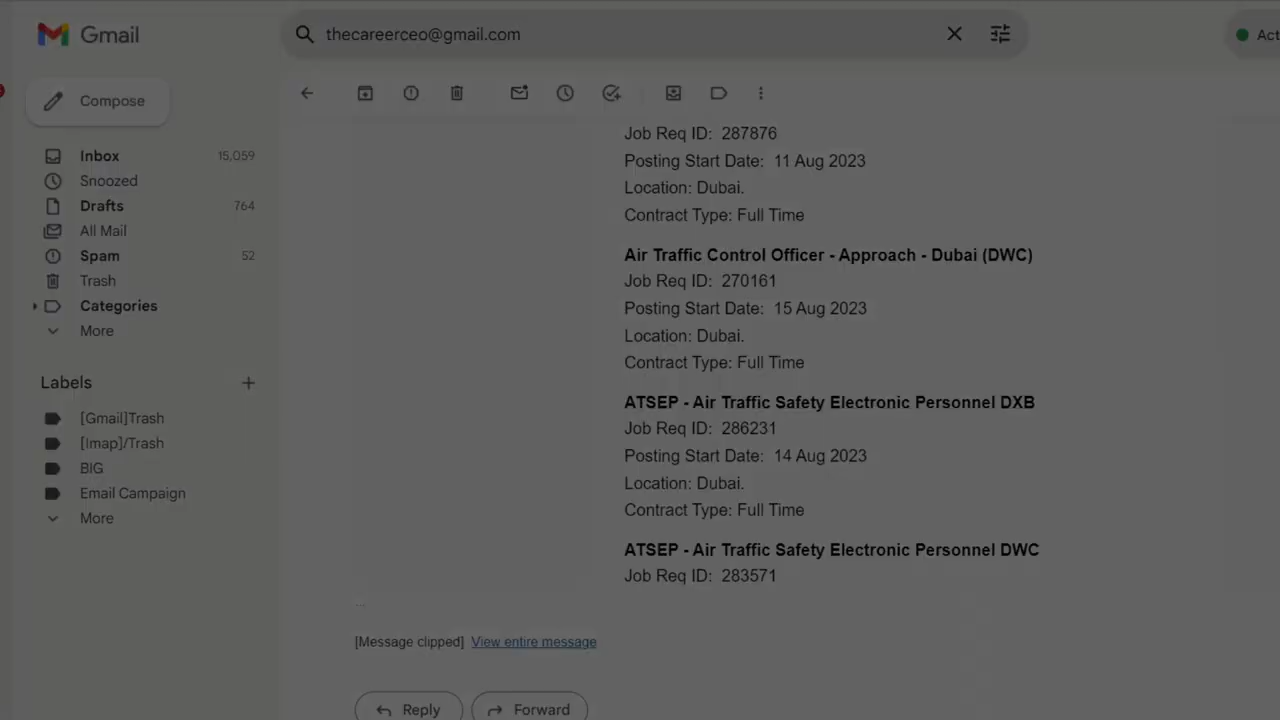 Gmail
thecareerceo@gmail.com
Act
Compose
Inbox 15,059
Snoozed
Drafts 764
All Mail
Spam 52
Trash
Categories
More
Labels
[Gmail]Trash
[Imap]/Trash
BIG
Email Campaign
More
Job Req ID: 287876
Posting Start Date: 11 Aug 2023
Location: Dubai.
Contract Type: Full Time
Air Traffic Control Officer - Approach - Dubai (DWC)
Job Req ID: 270161
Posting Start Date: 15 Aug 2023
Location: Dubai.
Contract Type: Full Time
ATSEP - Air Traffic Safety Electronic Personnel DXB
Job Req ID: 286231
Posting Start Date: 14 Aug 2023
Location: Dubai.
Contract Type: Full Time
ATSEP - Air Traffic Safety Electronic Personnel DWC
Job Req ID: 283571
...
[Message clipped] View entire message
Reply Forward